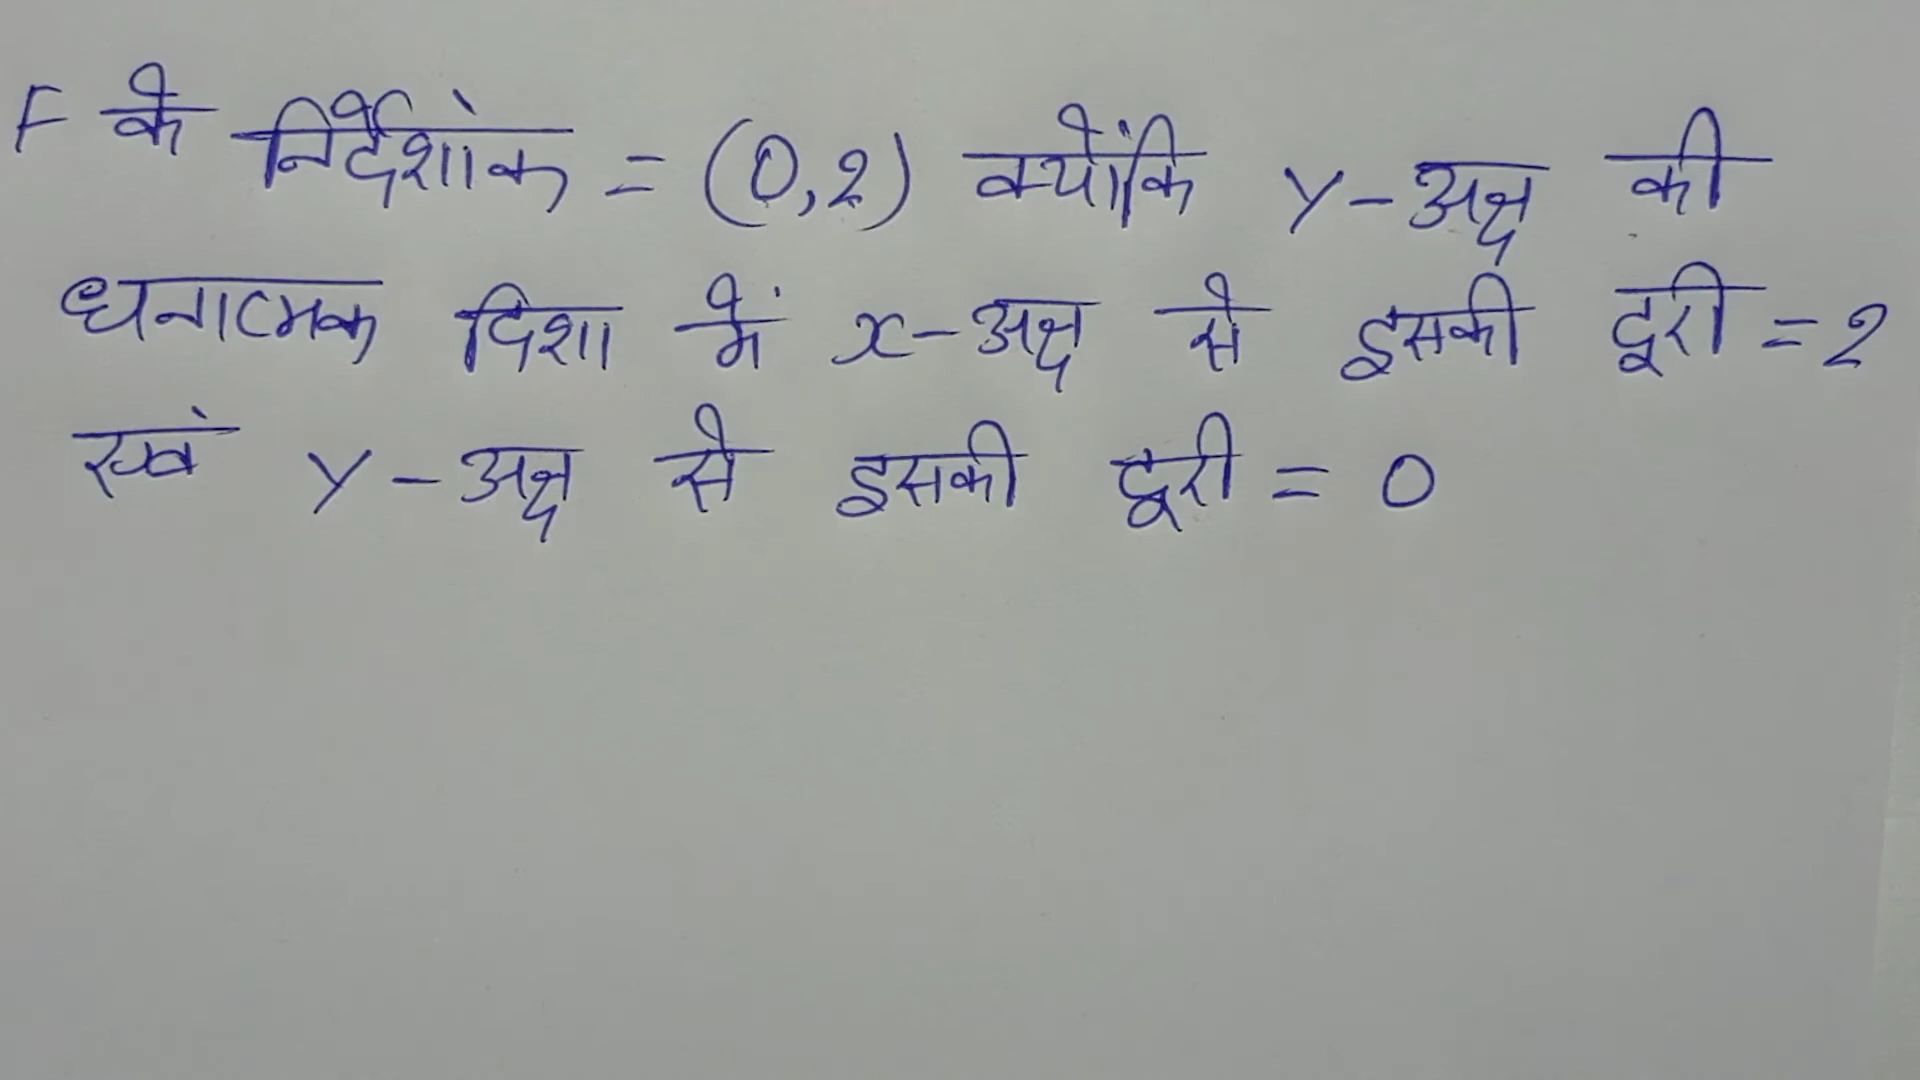 F के निर्देशांक = (0,2) क्योंकि Y-अक्ष की
धनात्मक दिशा में x-अक्ष से इसकी दूरी = 2
एवं Y-अक्ष से इसकी दूरी = 0